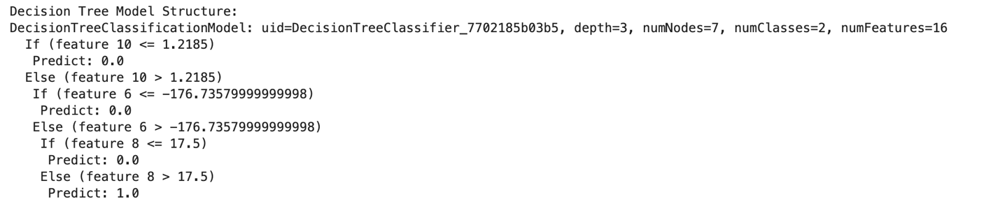 Decision Tree Model Structure:
DecisionTreeClassificationModel: uid=DecisionTreeClassifier_7702185b03b5, depth=3, numNodes=7, numClasses=2, numFeatures=16
  If (feature 10 <= 1.2185)
   Predict: 0.0
  Else (feature 10 > 1.2185)
   If (feature 6 <= -176.73579999999998)
    Predict: 0.0
   Else (feature 6 > -176.73579999999998)
    If (feature 8 <= 17.5)
     Predict: 0.0
    Else (feature 8 > 17.5)
     Predict: 1.0